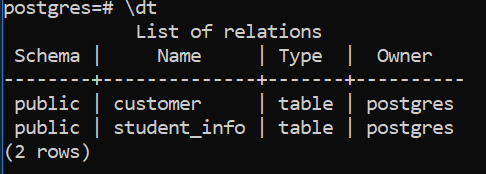 postgres=# \dt
             List of relations
 Schema |     Name     | Type  |  Owner
--------+--------------+-------+----------
 public | customer     | table | postgres
 public | student_info | table | postgres
(2 rows)